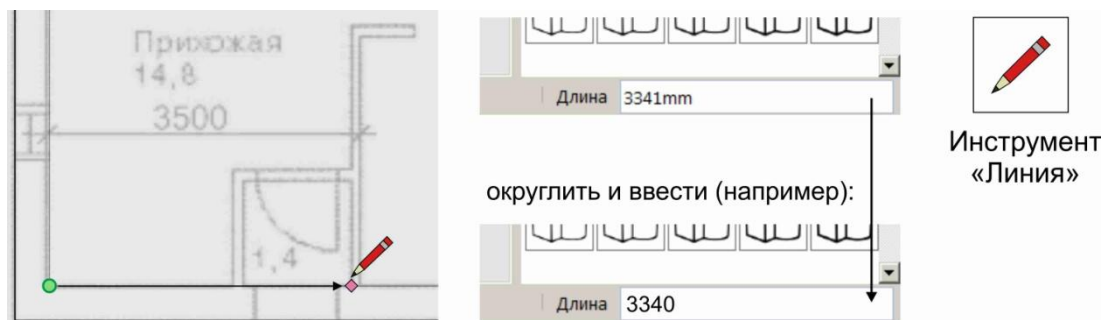 Прихожая
14,8
3500
1,4
Длина 3341mm
округлить и ввести (например):
Длина 3340
Инструмент
«Линия»